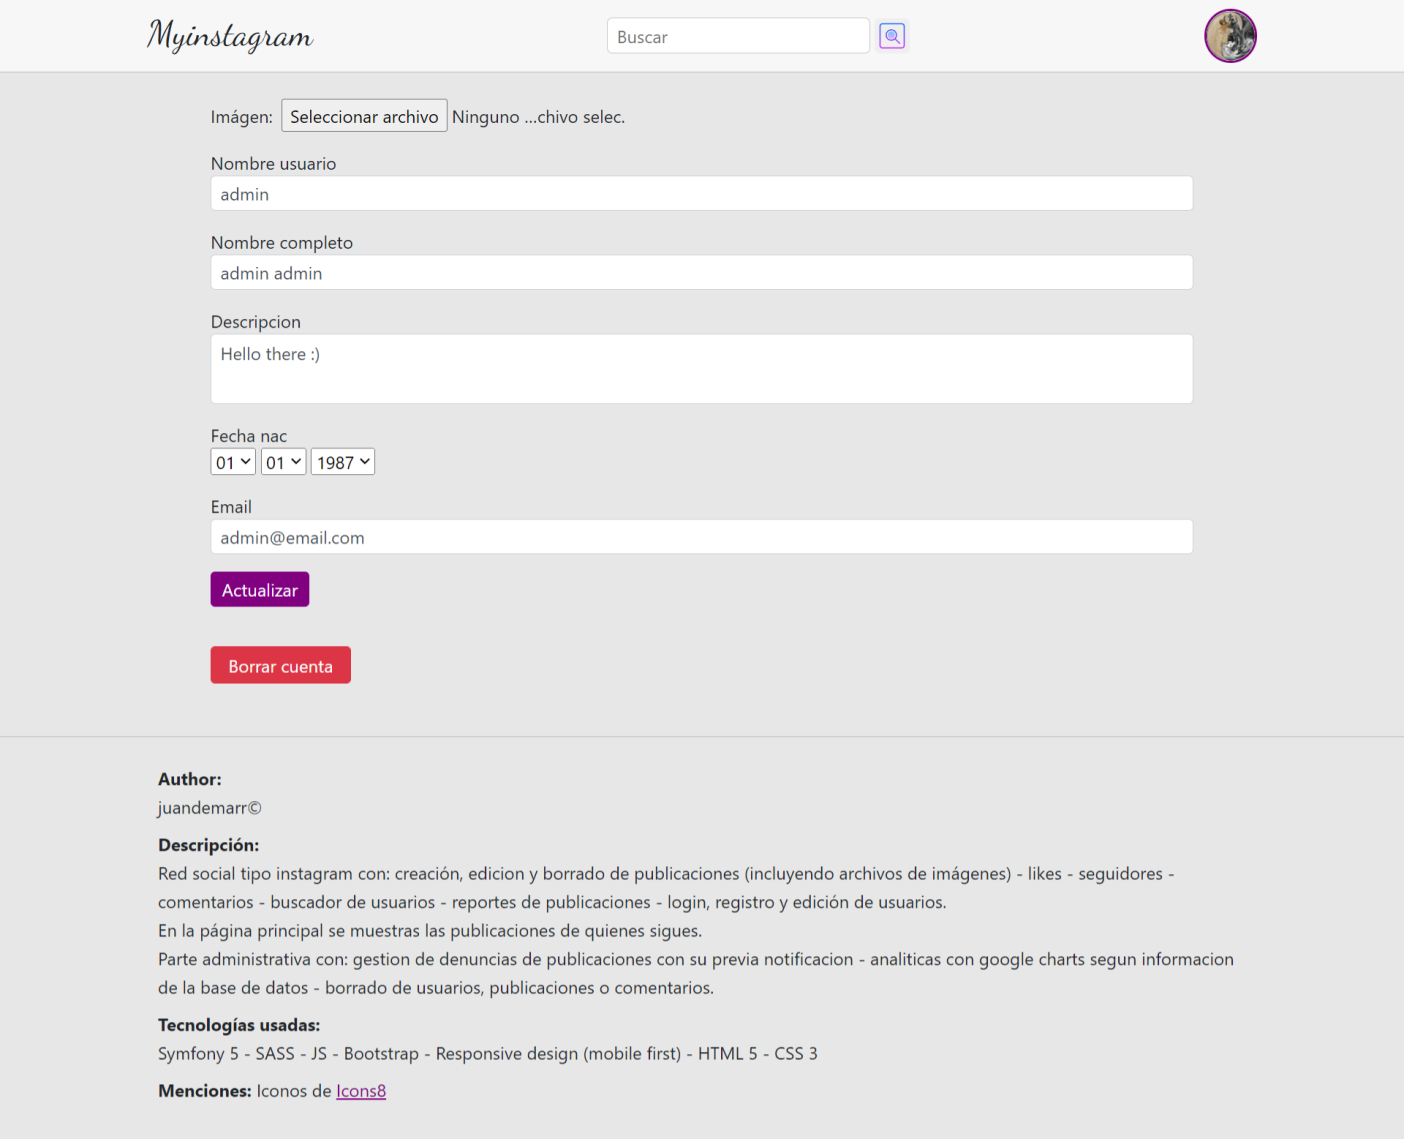 Myinstagram
Buscar
Imágen: Seleccionar archivo Ninguno ...chivo selec.
Nombre usuario
admin
Nombre completo
admin admin
Descripcion
Hello there :)
Fecha nac
01 01 1987
Email
admin@email.com
Actualizar
Borrar cuenta
Author:
juandemarr©
Descripción:
Red social tipo instagram con: creación, edicion y borrado de publicaciones (incluyendo archivos de imágenes) - likes - seguidores -
comentarios - buscador de usuarios - reportes de publicaciones - login, registro y edición de usuarios.
En la página principal se muestras las publicaciones de quienes sigues.
Parte administrativa con: gestion de denuncias de publicaciones con su previa notificacion - analiticas con google charts segun informacion
de la base de datos - borrado de usuarios, publicaciones o comentarios.
Tecnologías usadas:
Symfony 5 - SASS - JS - Bootstrap - Responsive design (mobile first) - HTML 5 - CSS 3
Menciones: Iconos de Icons8